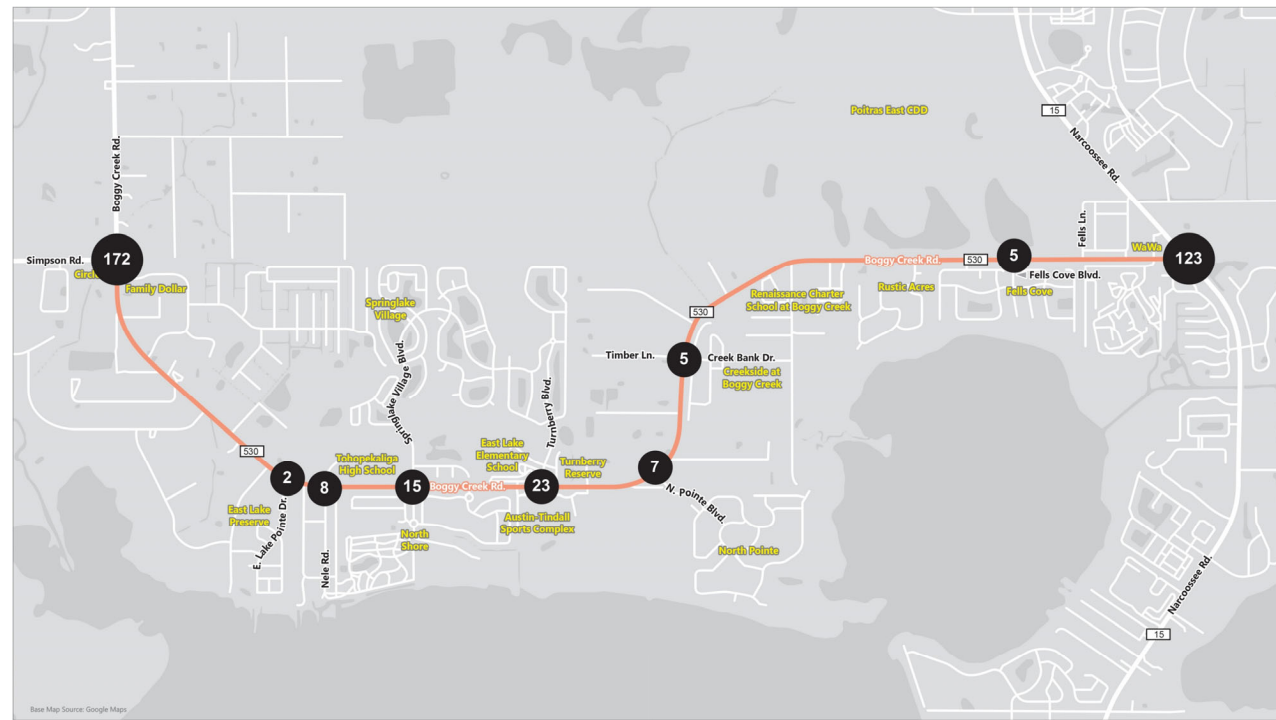 Poitras East CDD
15
Narcoossee Rd.
Boggy Creek Rd.
Fells Ln.
WaWa
Simpson Rd.
172
Circle
Family Dollar
Boggy Creek Rd.
530
5
123
Fells Cove Blvd.
Fells Cove
Rustic Acres
Renaissance Charter
School at Boggy Creek
Springlake
Village
530
Springlake Village Blvd.
Timber Ln.
5
Creek Bank Dr.
Creekside at
Boggy Creek
Turnberry Blvd.
530
Tohopekaliga
High School
East Lake
Elementary
School
Turnberry
Reserve
2
8
15
Boggy Creek Rd.
23
7
N. Pointe Blvd.
East Lake
Preserve
E. Lake Pointe Dr.
Nele Rd.
North
Shore
Austin-Tindall
Sports Complex
North Pointe
Narcoossee Rd.
15
Base Map Source: Google Maps